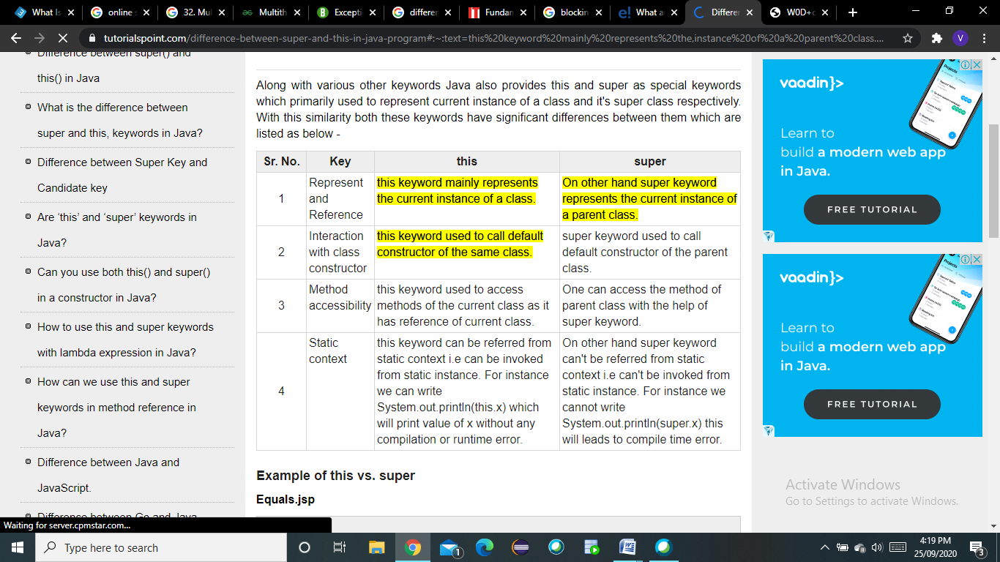 What Is
online s
32. Mul
Multith
Excepti
differer
Fundar
blockin
What ar
Differer
W0D+c
tutorialspoint.com/difference-between-super-and-this-in-java-program#:~:text=this%20keyword%20mainly%20represents%20the,instance%20of%20a%20parent%20class....
V
Difference between super() and
this() in Java
What is the difference between
super and this, keywords in Java?
Difference between Super Key and
Candidate key
Are ‘this’ and ‘super’ keywords in
Java?
Can you use both this() and super()
in a constructor in Java?
How to use this and super keywords
with lambda expression in Java?
How can we use this and super
keywords in method reference in
Java?
Difference between Java and
JavaScript.
Difference between Go and Java
Along with various other keywords Java also provides this and super as special keywords
which primarily used to represent current instance of a class and it's super class respectively.
With this similarity both these keywords have significant differences between them which are
listed as below -
Sr. No. Key this super
1
Represent
and
Reference
this keyword mainly represents
the current instance of a class.
On other hand super keyword
represents the current instance of
a parent class.
2
Interaction
with class
constructor
this keyword used to call default
constructor of the same class.
super keyword used to call
default constructor of the parent
class.
3
Method
accessibility
this keyword used to access
methods of the current class as it
has reference of current class.
One can access the method of
parent class with the help of
super keyword.
4
Static
context
this keyword can be referred from
static context i.e can be invoked
from static instance. For instance
we can write
System.out.println(this.x) which
will print value of x without any
compilation or runtime error.
On other hand super keyword
can't be referred from static
context i.e can't be invoked from
static instance. For instance we
cannot write
System.out.println(super.x) this
will leads to compile time error.
Example of this vs. super
Equals.jsp
vaadin}>
Projects
Learn to
build a modern web app
in Java.
FREE TUTORIAL
vaadin}>
Projects
Learn to
build a modern web app
in Java.
FREE TUTORIAL
Activate Windows
Go to Settings to activate Windows.
Waiting for server.cpmstar.com...
Type here to search
1
4:19 PM
25/09/2020
3